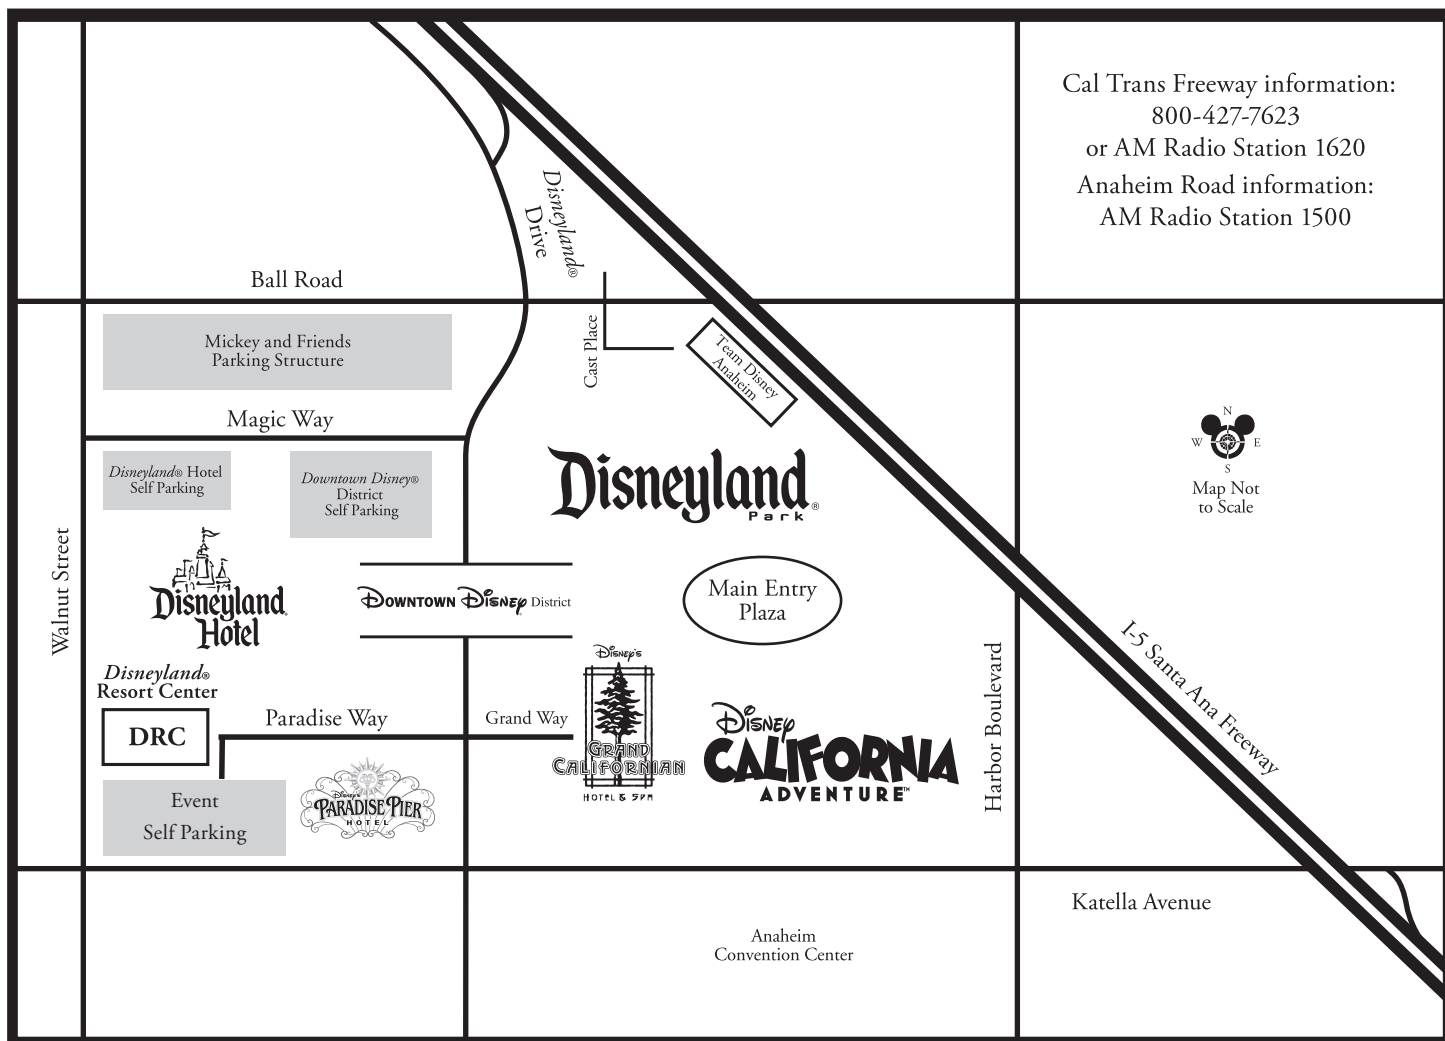 Cal Trans Freeway information:
800-427-7623
or AM Radio Station 1620
Anaheim Road information:
AM Radio Station 1500
Disneyland®
Drive
Ball Road
Mickey and Friends
Parking Structure
Cast Place
Team Disney
Anaheim
Magic Way
N
W E
S
Map Not
to Scale
Disneyland® Hotel
Self Parking
Downtown Disney®
District
Self Parking
Disneyland®
Park
Walnut Street
Disneyland®
Hotel
DOWNTOWN DISNEY® District
Main Entry
Plaza
I-5 Santa Ana Freeway
Harbor Boulevard
Disneyland®
Resort Center
DRC
Paradise Way
Grand Way
DISNEY'S
GRAND
CALIFORNIAN
HOTEL & SPA
Disney
CALIFORNIA
ADVENTURE™
Event
Self Parking
DISNEY'S
PARADISE PIER
HOTEL
Katella Avenue
Anaheim
Convention Center